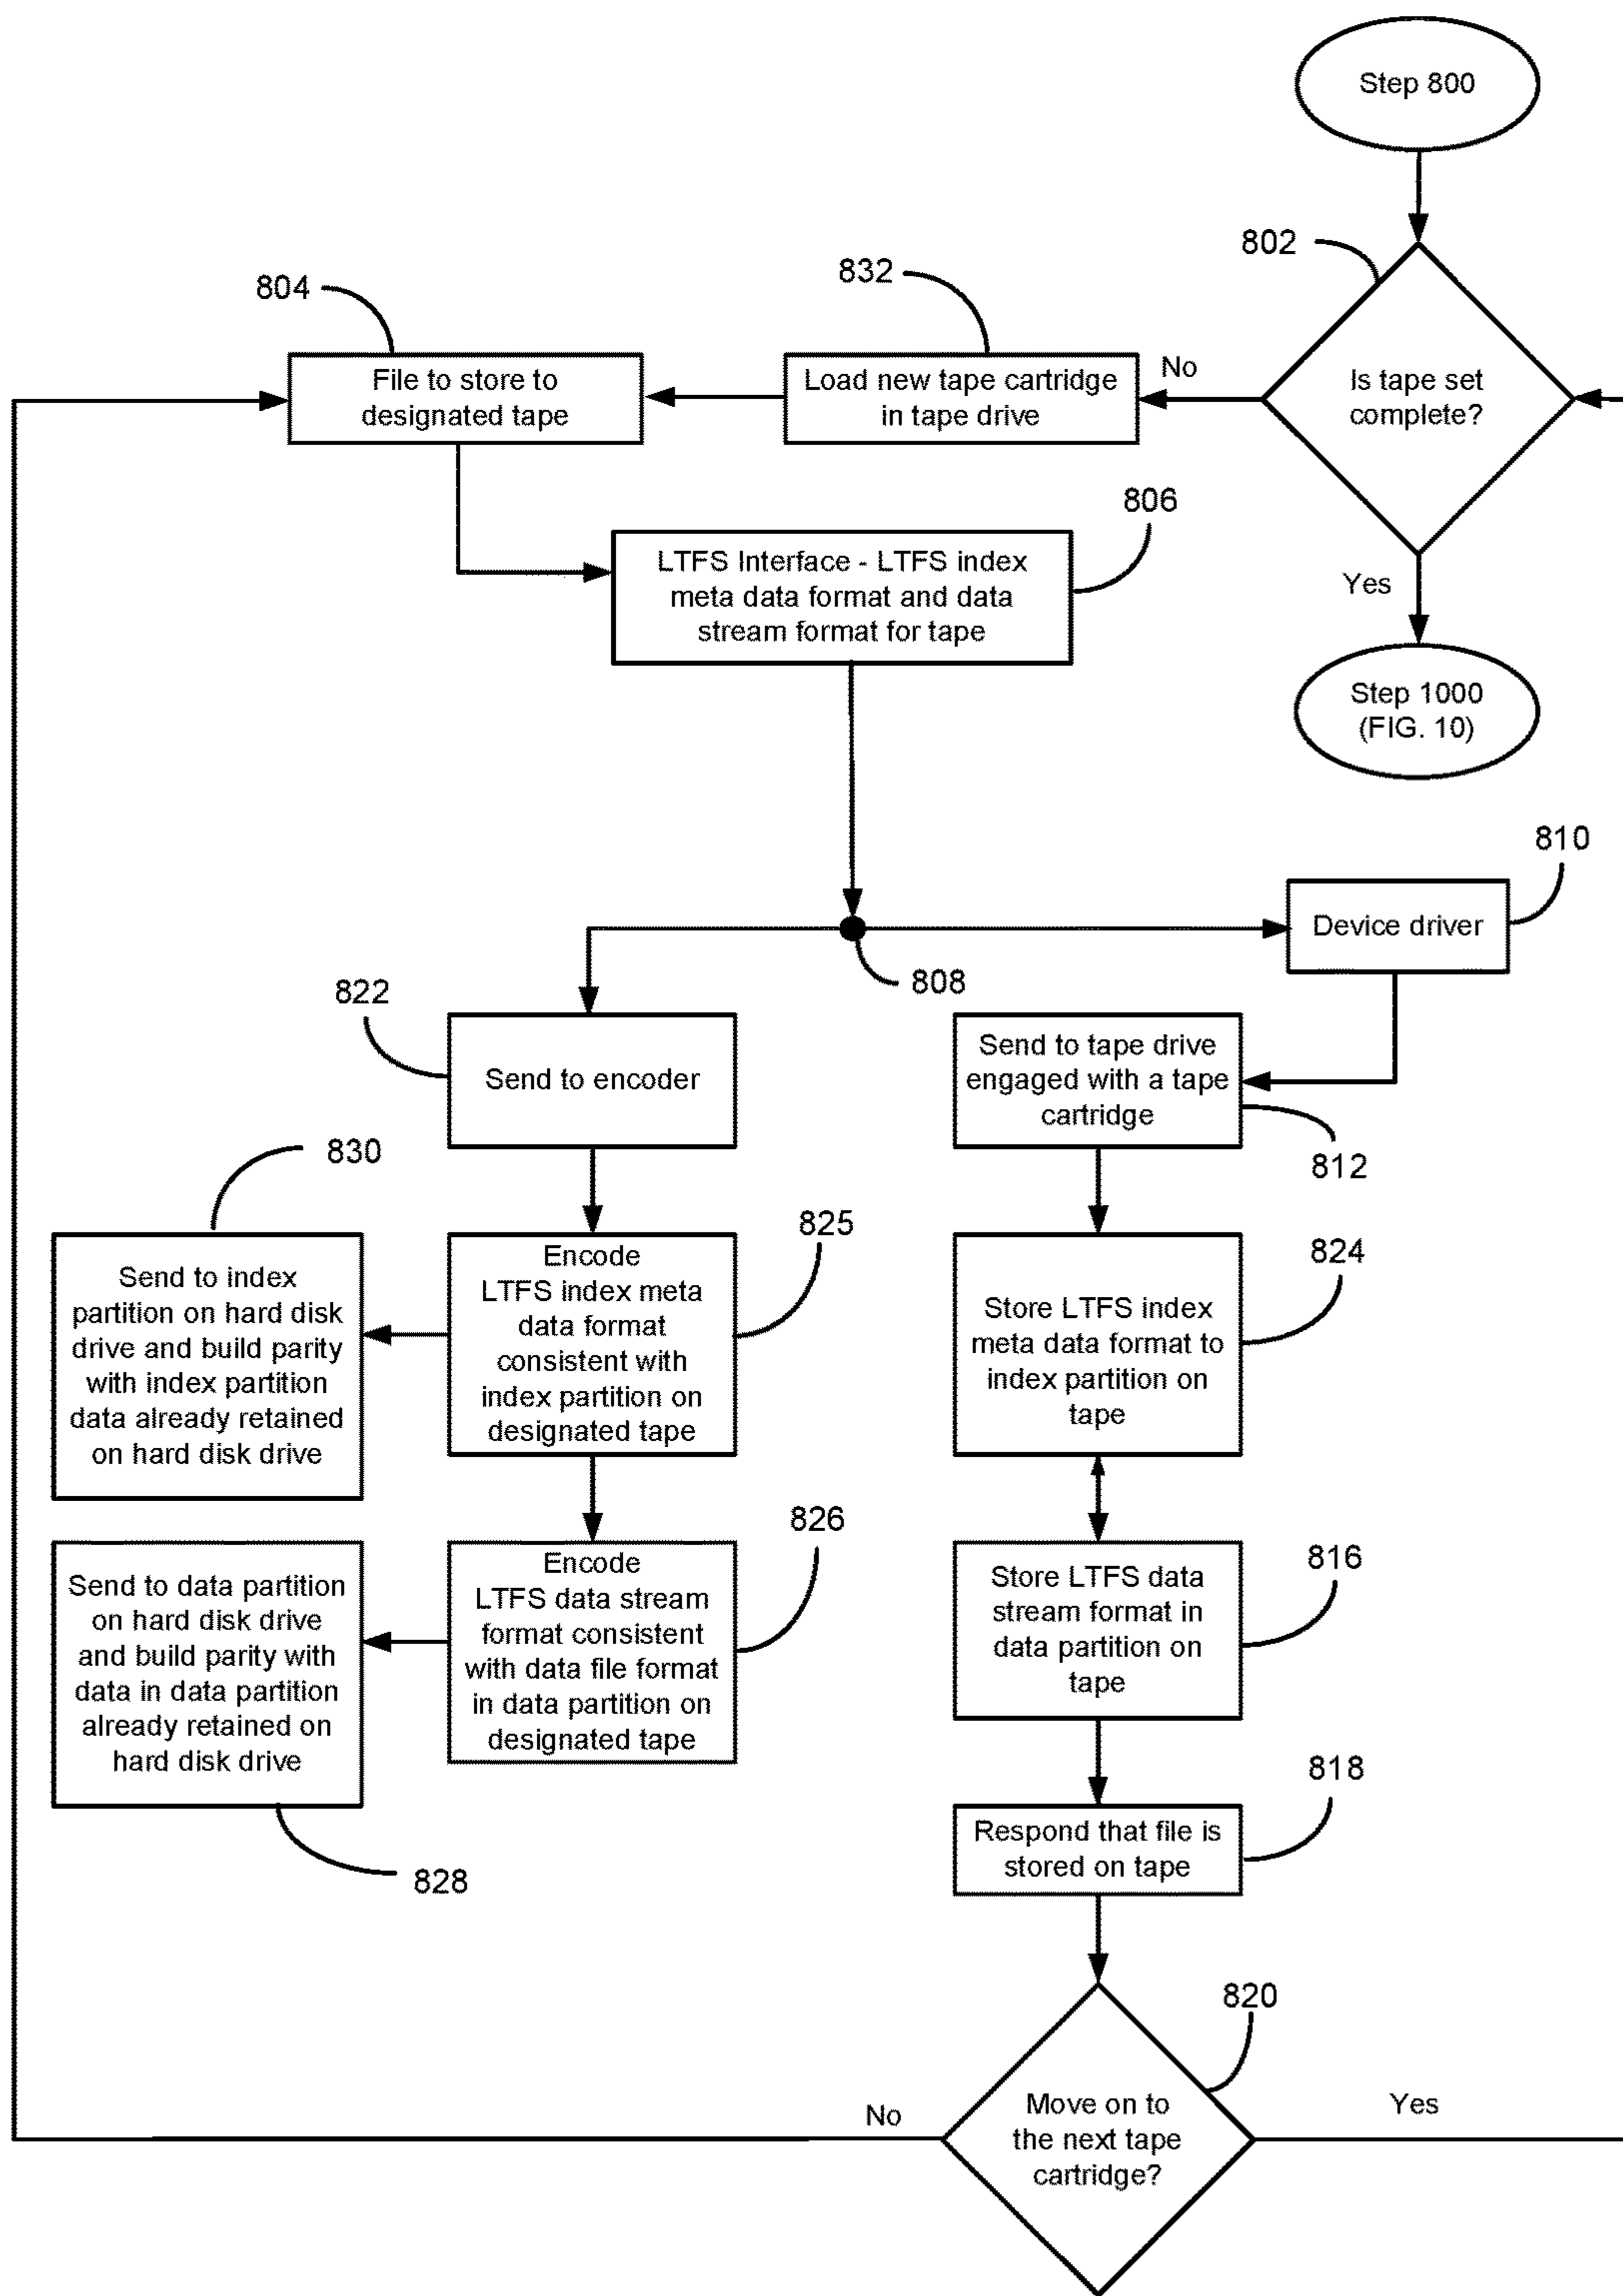 Step 800
802
832
804
No
File to store to
designated tape
Load new tape cartridge
in tape drive
Is tape set
complete?
806
LTFS Interface - LTFS index
meta data format and data
stream format for tape
Yes
Step 1000
(FIG. 10)
810
Device driver
808
822
Send to encoder
Send to tape drive
engaged with a tape
cartridge
812
830
825
824
Send to index
partition on hard disk
drive and build parity
with index partition
data already retained
on hard disk drive
Encode
LTFS index meta
data format
consistent with
index partition on
designated tape
Store LTFS index
meta data format to
index partition on
tape
826
816
Send to data partition
on hard disk drive
and build parity with
data in data partition
already retained on
hard disk drive
Encode
LTFS data stream
format consistent
with data file format
in data partition on
designated tape
Store LTFS data
stream format in
data partition on
tape
818
828
Respond that file is
stored on tape
820
No
Move on to
the next tape
cartridge?
Yes